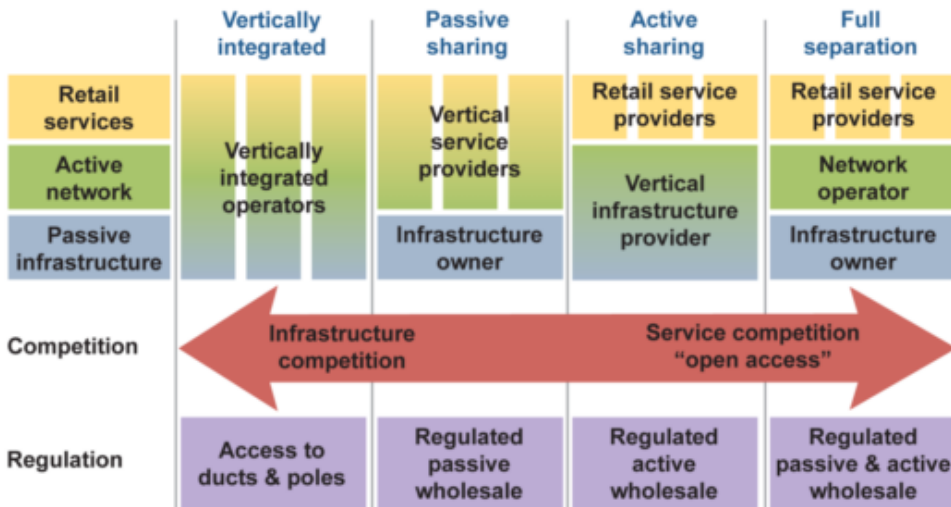 Vertically
integrated
Passive
sharing
Active
sharing
Full
separation
Retail
services
Active
network
Passive
infrastructure
Vertically
integrated
operators
Vertical
service
providers
Infrastructure
owner
Retail service
providers
Vertical
infrastructure
provider
Retail service
providers
Network
operator
Infrastructure
owner
Competition
Infrastructure
competition
Service competition
“open access”
Regulation
Access to
ducts & poles
Regulated
passive
wholesale
Regulated
active
wholesale
Regulated
passive & active
wholesale